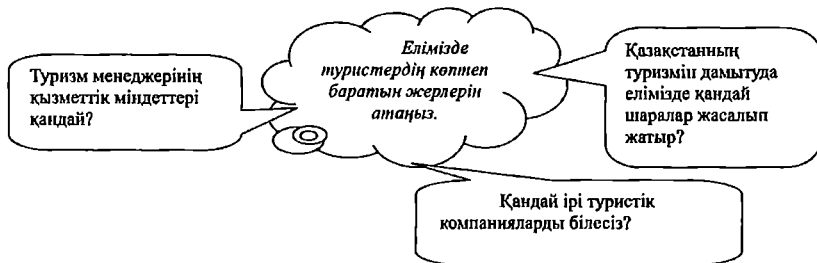 Туризм менеджерінің
қызметтік міндеттері
қандай?
Елімізде
туристердің көптеп
баратын жерлерін
атаңыз.
Қазақстанның
туризмін дамытуда
елімізде қандай
шаралар жасалып
жатыр?
Қандай ірі туристік
компанияларды білесіз?